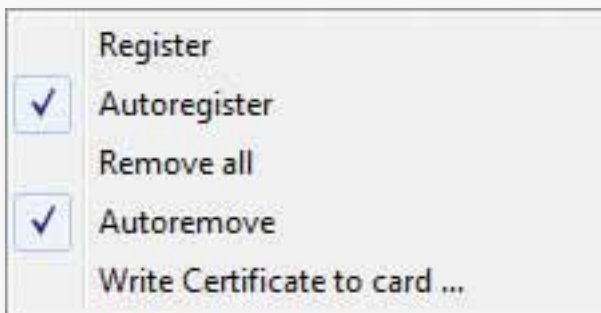 Register
Autoregister
Remove all
Autoremove
Write Certificate to card ...